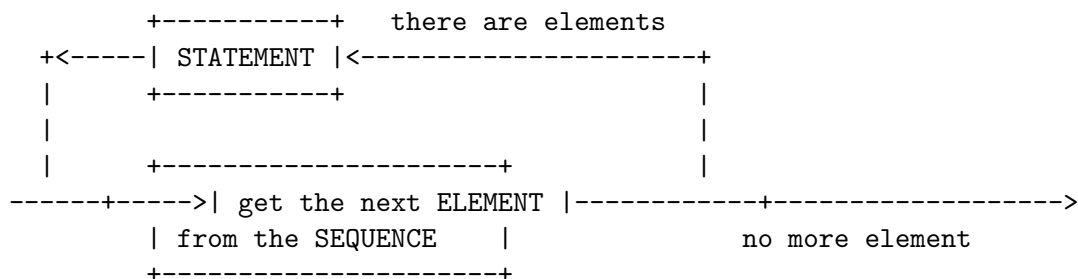 +-----------+   there are elements
+<-----| STATEMENT |<----------------------+
|      +-----------+                       |
|                                          |
|      +----------------------+            |
------+----->| get the next ELEMENT |------------+------------------->
| from the SEQUENCE    |               no more element
+----------------------+